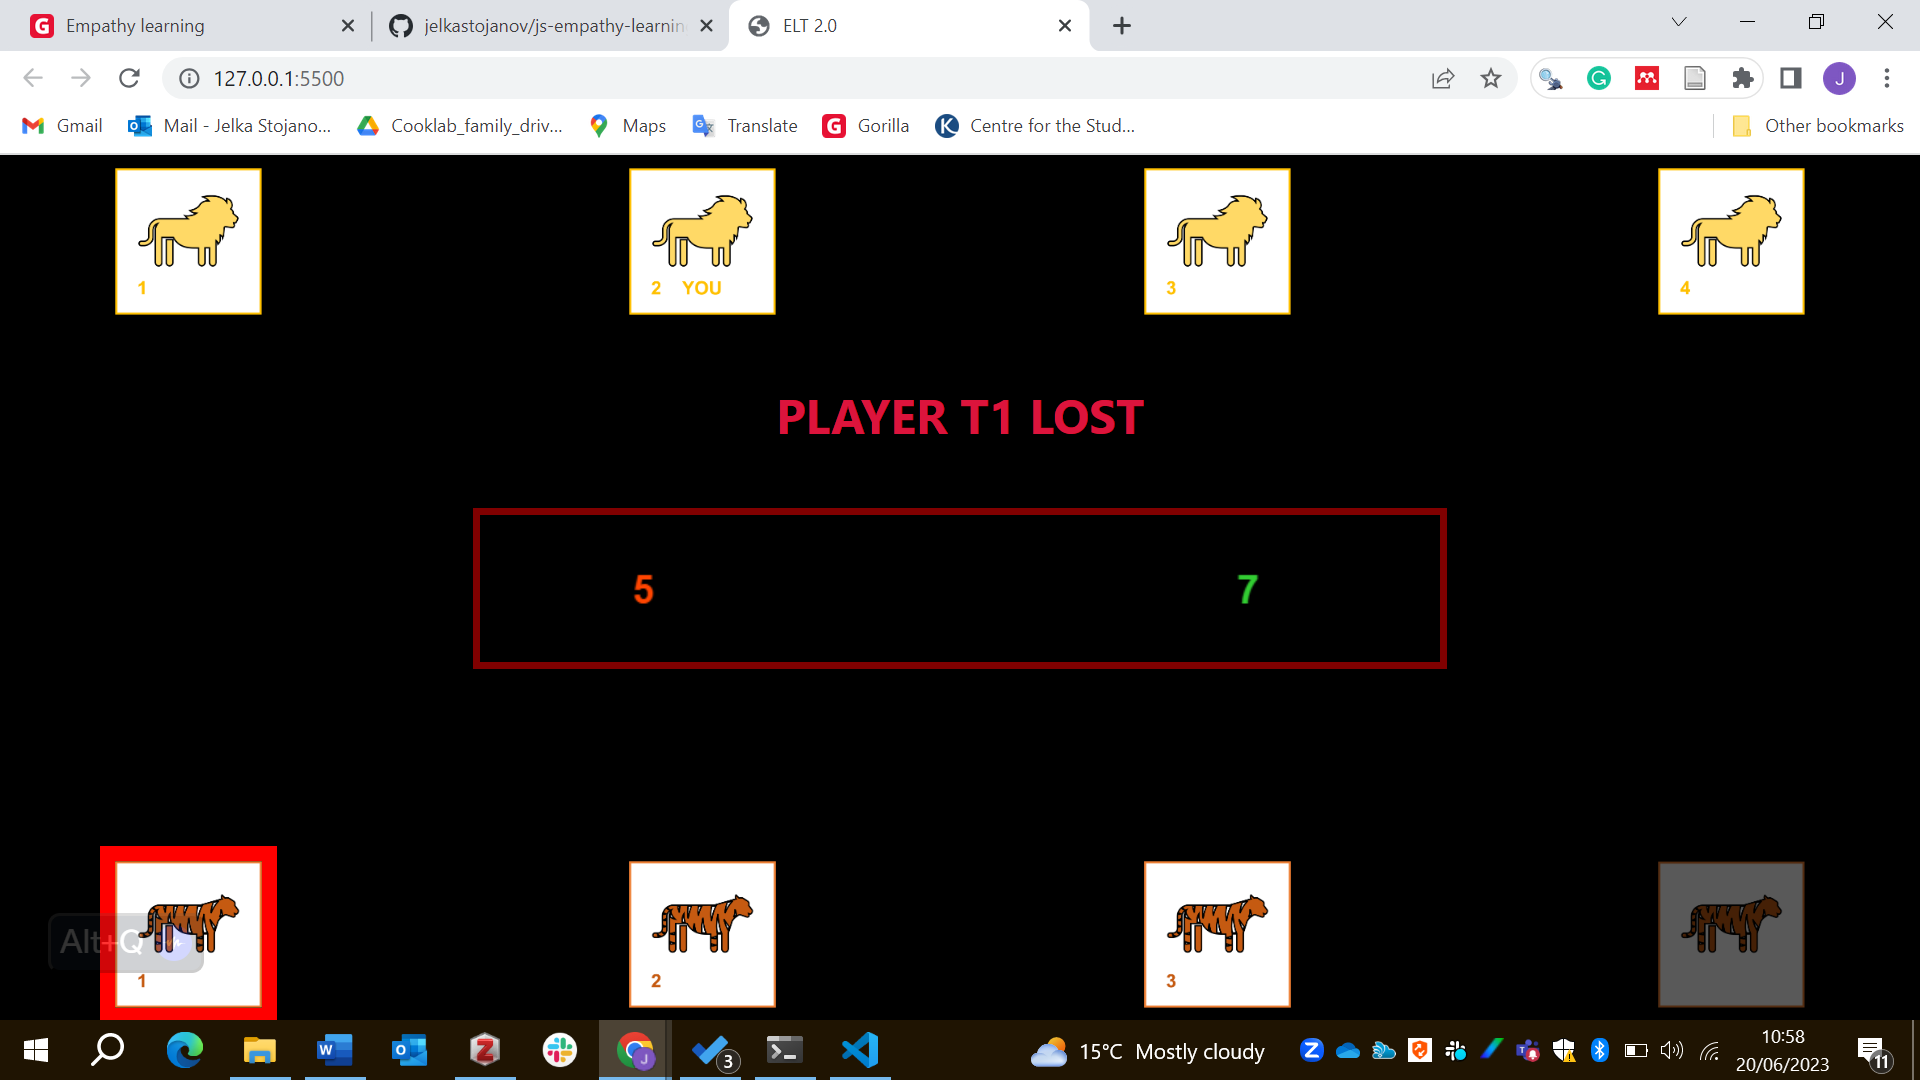 Empathy learning
jelkastojanov/js-empathy-learnin
ELT 2.0
127.0.0.1:5500
J
Gmail
Mail - Jelka Stojano...
Cooklab_family_driv...
Maps
Translate
Gorilla
Centre for the Stud...
Other bookmarks
1
2 YOU
3
4
PLAYER T1 LOST
5 7
Alt+Q
1
2
3
3
15°C Mostly cloudy
10:58
20/06/2023
11